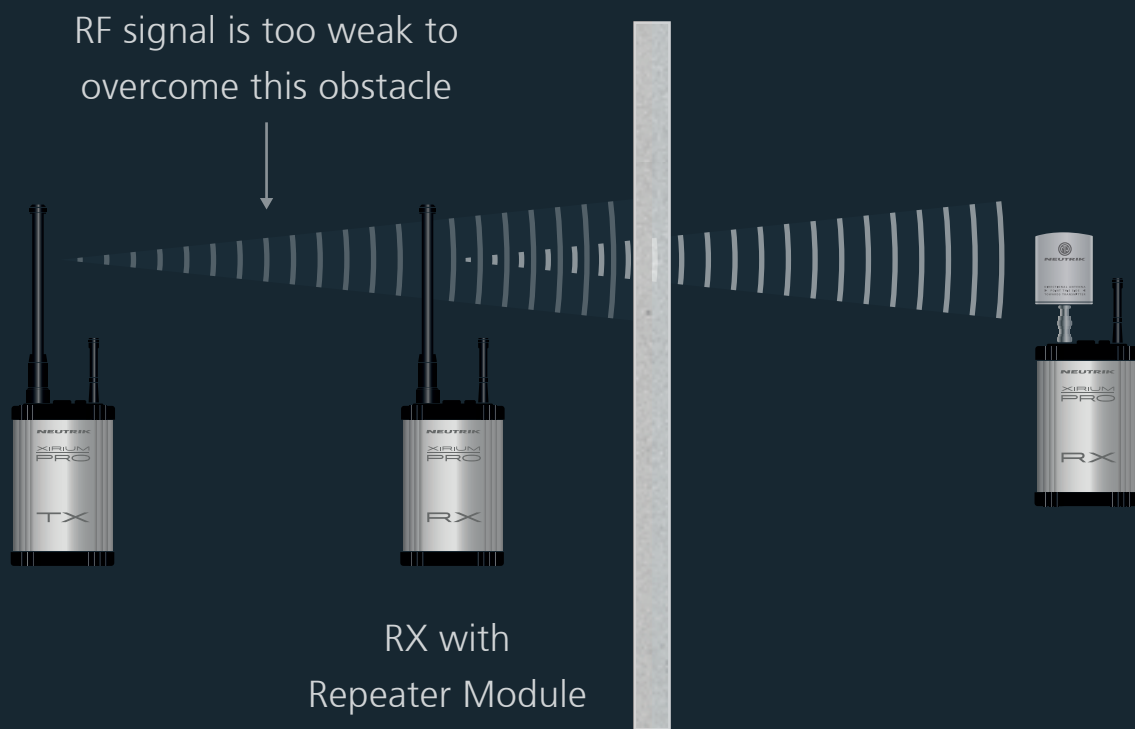 RF signal is too weak to
overcome this obstacle
NEUTRIK
NEUTRIK
XIRIUM
PRO
TX
NEUTRIK
XIRIUM
PRO
RX
NEUTRIK
XIRIUM
PRO
RX
RX with
Repeater Module